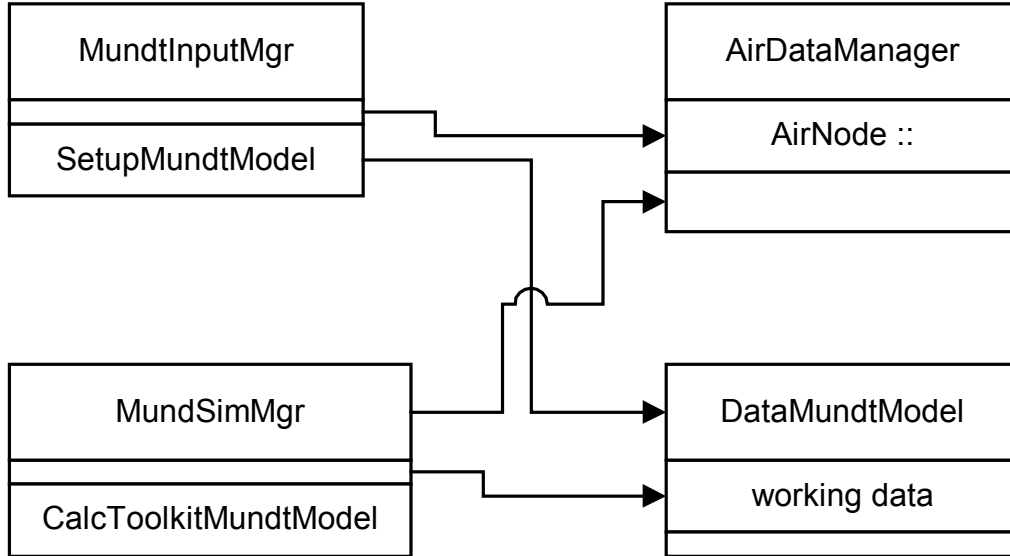 MundtInputMgr
SetupMundtModel
AirDataManager
AirNode ::
MundSimMgr
CalcToolkitMundtModel
DataMundtModel
working data